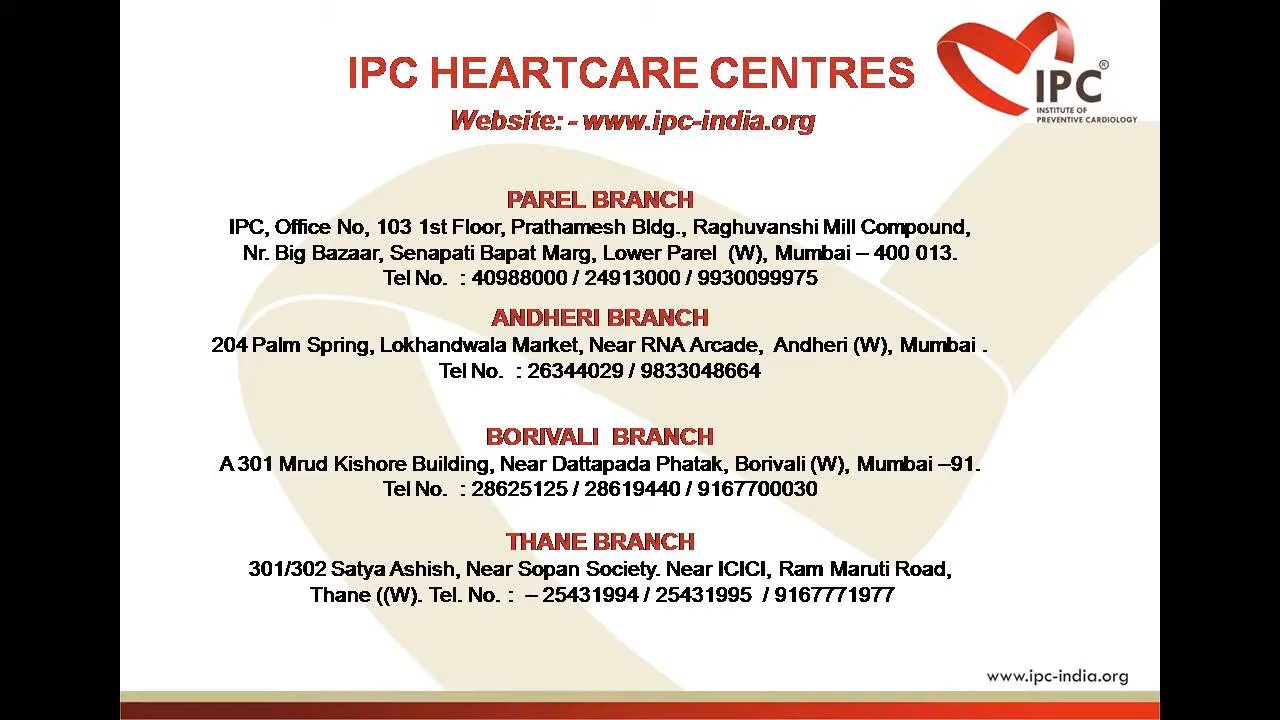 IPC HEARTCARE CENTRES
Website: - www.ipc-india.org
IPC®
INSTITUTE OF
PREVENTIVE CARDIOLOGY
PAREL BRANCH
IPC, Office No, 103 1st Floor, Prathamesh Bldg., Raghuvanshi Mill Compound,
Nr. Big Bazaar, Senapati Bapat Marg, Lower Parel (W), Mumbai – 400 013.
Tel No. : 40988000 / 24913000 / 9930099975
ANDHERI BRANCH
204 Palm Spring, Lokhandwala Market, Near RNA Arcade, Andheri (W), Mumbai .
Tel No. : 26344029 / 9833048664
BORIVALI BRANCH
A 301 Mrud Kishore Building, Near Dattapada Phatak, Borivali (W), Mumbai –91.
Tel No. : 28625125 / 28619440 / 9167700030
THANE BRANCH
301/302 Satya Ashish, Near Sopan Society. Near ICICI, Ram Maruti Road,
Thane ((W). Tel. No. : – 25431994 / 25431995 / 9167771977
www.ipc-india.org